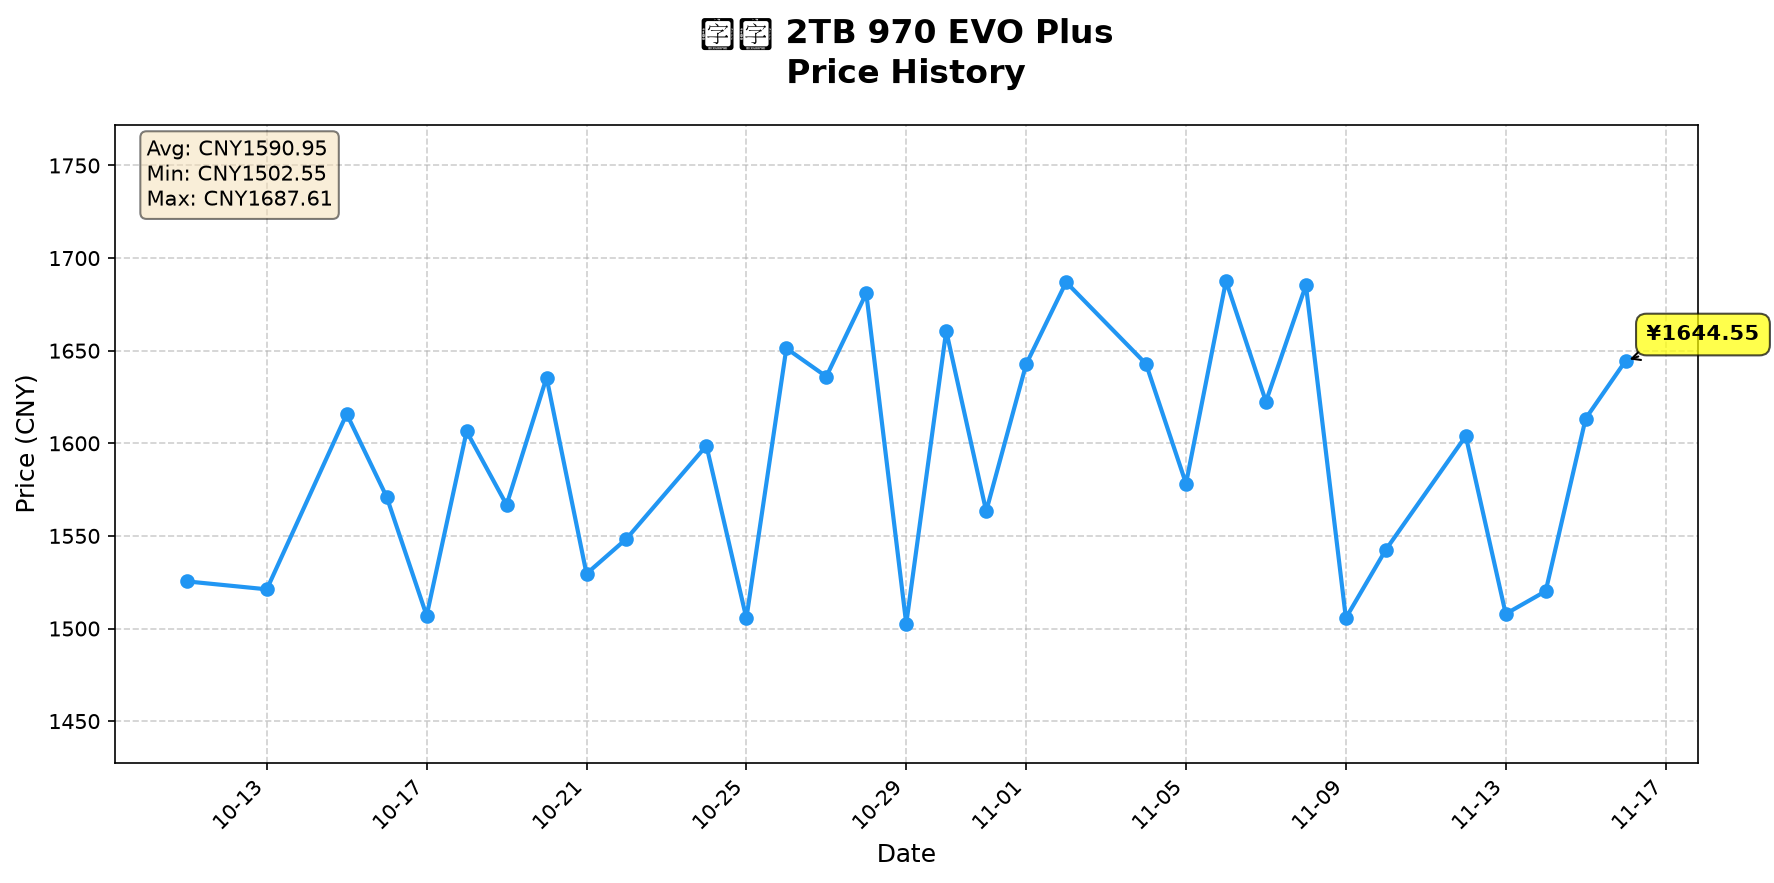 2TB 970 EVO Plus
Price History
Avg: CNY1590.95
Min: CNY1502.55
Max: CNY1687.61
¥1644.55
Price (CNY)
1750
1700
1650
1600
1550
1500
1450
10-13
10-17
10-21
10-25
10-29
11-01
11-05
11-09
11-13
11-17
Date